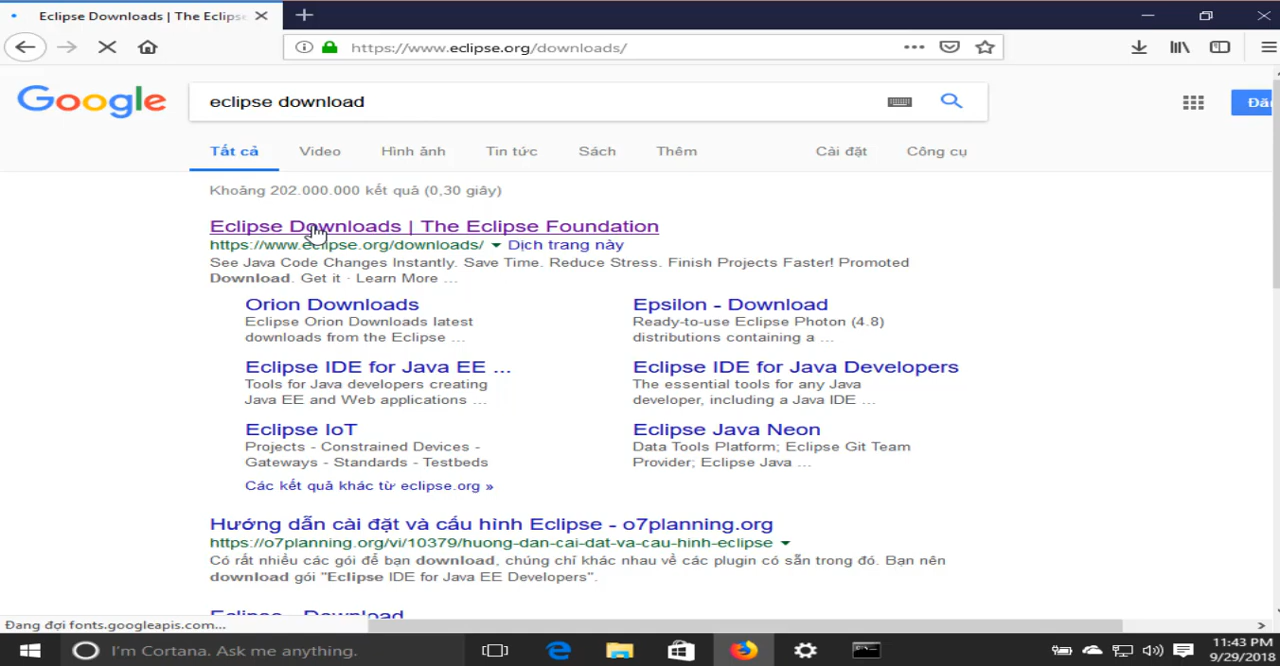 Eclipse Downloads | The Eclips
https://www.eclipse.org/downloads/
Google
eclipse download
Đă
Tất cả Video Hình ảnh Tin tức Sách Thêm Cài đặt Công cụ
Khoảng 202.000.000 kết quả (0,30 giây)
Eclipse Downloads | The Eclipse Foundation
https://www.eclipse.org/downloads/ Dịch trang này
See Java Code Changes Instantly. Save Time. Reduce Stress. Finish Projects Faster! Promoted
Download. Get it · Learn More ...
Orion Downloads
Eclipse Orion Downloads latest
downloads from the Eclipse ...
Epsilon - Download
Ready-to-use Eclipse Photon (4.8)
distributions containing a ...
Eclipse IDE for Java EE ...
Tools for Java developers creating
Java EE and Web applications ...
Eclipse IDE for Java Developers
The essential tools for any Java
developer, including a Java IDE ...
Eclipse IoT
Projects - Constrained Devices -
Gateways - Standards - Testbeds
Eclipse Java Neon
Data Tools Platform; Eclipse Git Team
Provider; Eclipse Java ...
Các kết quả khác từ eclipse.org »
Hướng dẫn cài đặt và cấu hình Eclipse - o7planning.org
https://o7planning.org/vi/10379/huong-dan-cai-dat-va-cau-hinh-eclipse
Có rất nhiều các gói để bạn download, chúng chỉ khác nhau về các plugin có sẵn trong đó. Bạn nên
download gói "Eclipse IDE for Java EE Developers".
Eclipse - Download
Đang đợi fonts.googleapis.com...
I'm Cortana. Ask me anything.
11:43 PM
9/29/2018